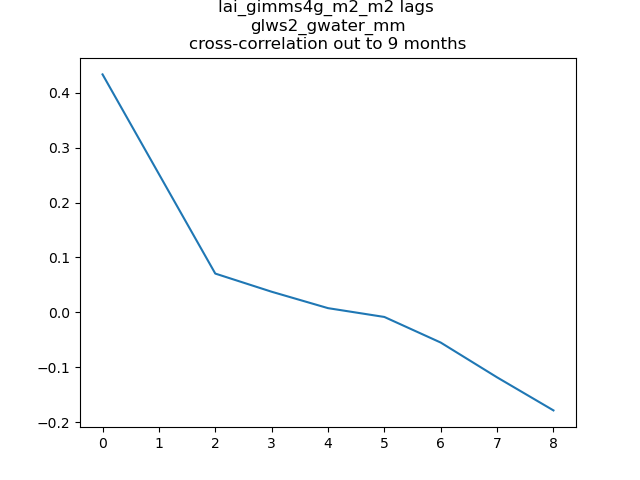 lai_gimms4g_m2_m2 lags
glws2_gwater_mm
cross-correlation out to 9 months
0.4
0.3
0.2
0.1
0.0
−0.1
−0.2
0 1 2 3 4 5 6 7 8